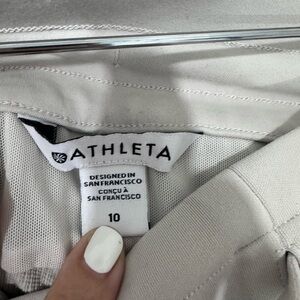 ATHLETA
DESIGNED IN
SAN FRANCISCO
CONÇU À
SAN FRANCISCO
10